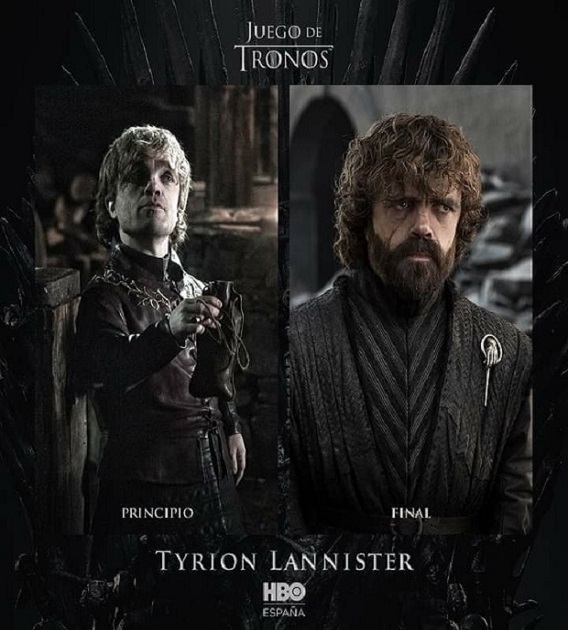 JUEGO DE
TRONOS
PRINCIPIO
FINAL
TYRION LANNISTER
HBO
ESPAÑA